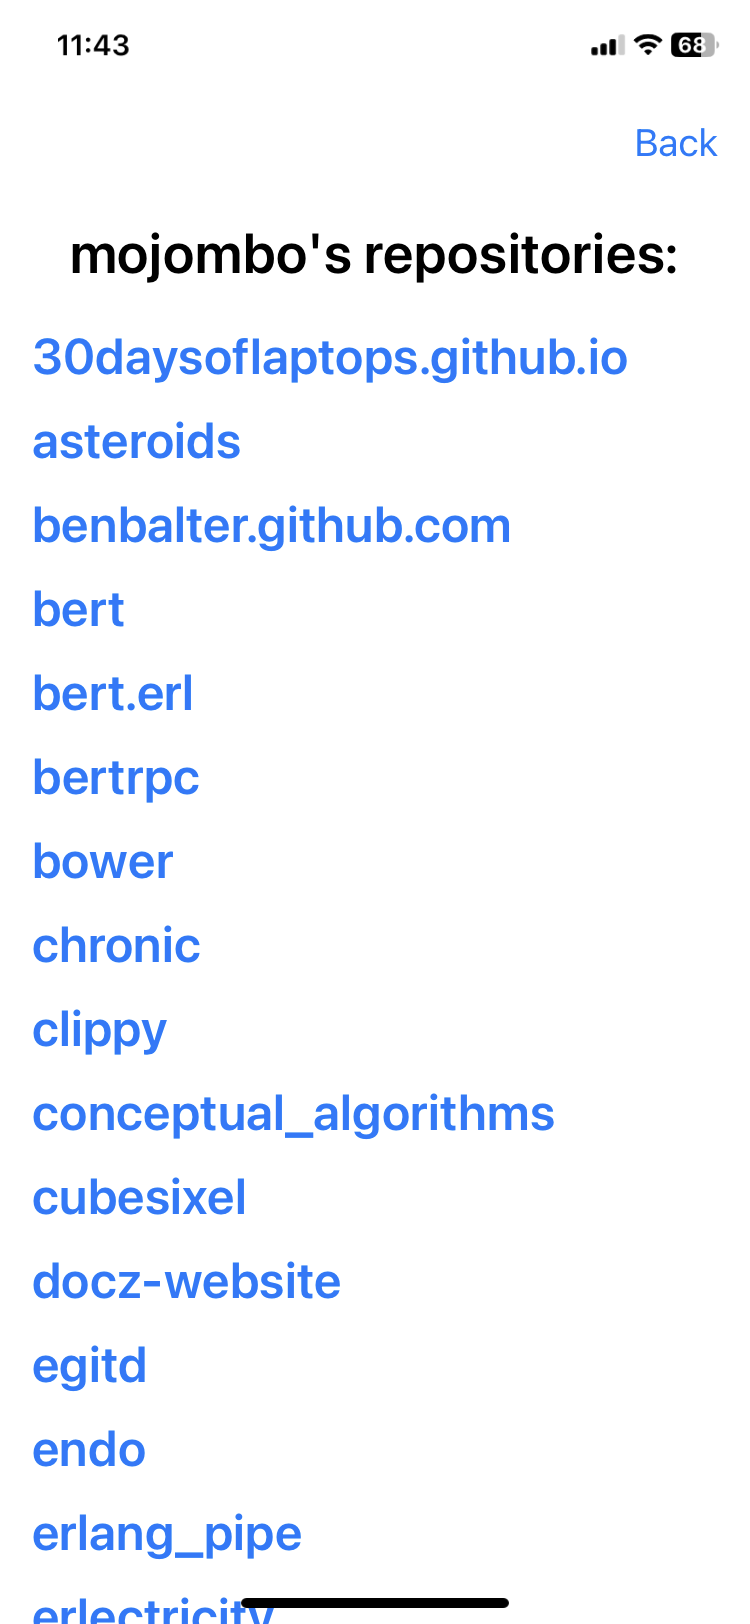 11:43
68
Back
mojombo's repositories:
30daysoflaptops.github.io
asteroids
benbalter.github.com
bert
bert.erl
bertrpc
bower
chronic
clippy
conceptual_algorithms
cubesixel
docz-website
egitd
endo
erlang_pipe
erlectricity